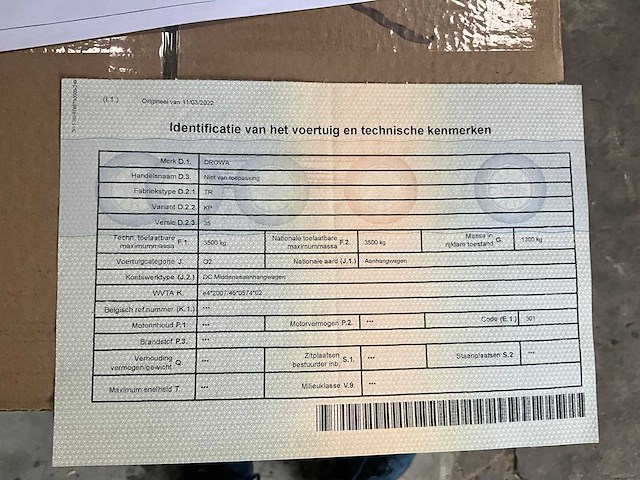 (I.1.) Origineel van 11/03/2022
Identificatie van het voertuig en technische kenmerken
Merk D.1. DROWA
Handelsnaam D.3. Niet van toepassing
Fabriekstype D.2.1. TR
Variant D.2.2. KP
Versie D.2.3. 35
Techn. toelaatbare maximummassa F.1. 3500 kg Nationale toelaatbare maximummassa F.2. 3500 kg Massa in rijklare toestand G. 1300 kg
Voertuigcategorie J. O2 Nationale aard (J.1.) Aanhangwagen
Koetswerktype (J.2.) DC Middenasaanhangwagen
WVTA K. e4*2007/46*0574*02
Belgisch ref.nummer (K.1.) ***
Motorinhoud P.1. *** Motorvermogen P.2. *** Code (E.1.) 301
Brandstof P.3. ***
Verhouding vermogen/gewicht Q. *** Zitplaatsen bestuurder inb. S.1. *** Staanplaatsen S.2. ***
Maximum snelheid T. *** Milieuklasse V.9. ***